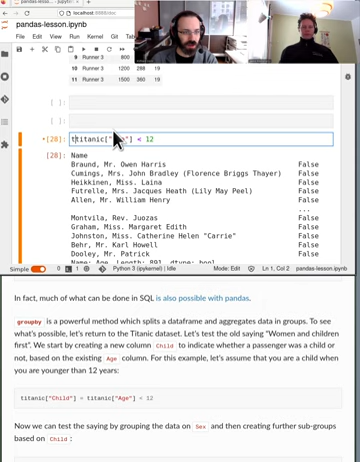 localhost:8888/doc
pandas-lesson.ipynb
File Edit View Run Kernel Git
9 Runner 3 800
10 Runner 3 1200 288 19
11 Runner 3 1500 360 19
[ ]:
[ ]:
*[28]: titanic["Age"] < 12
[28]: Name
Braund, Mr. Owen Harris False
Cumings, Mrs. John Bradley (Florence Briggs Thayer) False
Heikkinen, Miss. Laina False
Futrelle, Mrs. Jacques Heath (Lily May Peel) False
Allen, Mr. William Henry False
...
Montvila, Rev. Juozas False
Graham, Miss. Margaret Edith False
Johnston, Miss. Catherine Helen "Carrie" False
Behr, Mr. Karl Howell False
Dooley, Mr. Patrick False
Name: Age, Length: 891, dtype: bool
Simple 0 1 Python 3 (ipykernel) | Idle Mode: Edit Ln 1, Col 2 pandas-lesson.ipynb
In fact, much of what can be done in SQL is also possible with pandas.
groupby is a powerful method which splits a dataframe and aggregates data in groups. To see
what's possible, let's return to the Titanic dataset. Let's test the old saying "Women and children
first". We start by creating a new column Child to indicate whether a passenger was a child or
not, based on the existing Age column. For this example, let's assume that you are a child when
you are younger than 12 years:
titanic["Child"] = titanic["Age"] < 12
Now we can test the saying by grouping the data on Sex and then creating further sub-groups
based on Child :